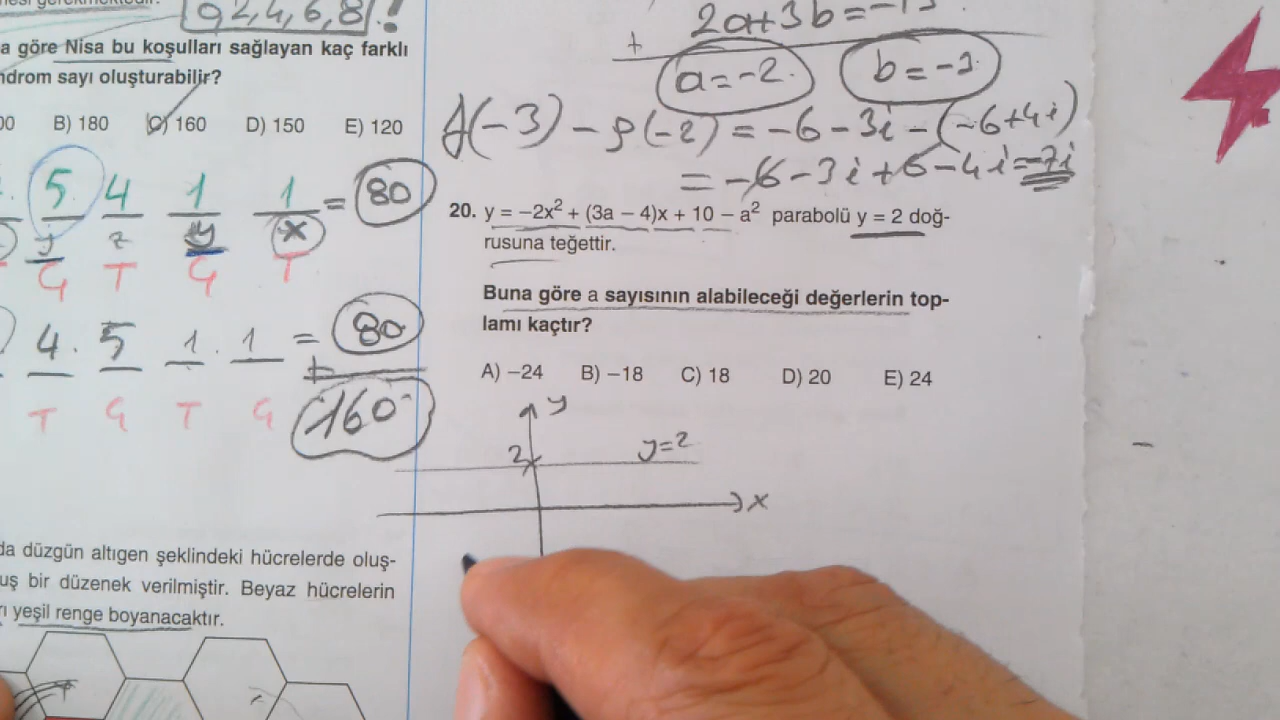 0 2, 4, 6, 8 !
a göre Nisa bu koşulları sağlayan kaç farklı
ndrom sayı oluşturabilir?
00 B) 180 C) 160 D) 150 E) 120
5 4 1 1 = 80
y z y x
G T G T
4 . 5 1 . 1 = 80
T G T G
+
160
da düzgün altıgen şeklindeki hücrelerde oluş-
uş bir düzenek verilmiştir. Beyaz hücrelerin
rı yeşil renge boyanacaktır.
+ 2a+3b=
a=-2 b=-3
f(-3) - g(-2) = -6-3i-(-6+4i)
= -6-3i+6-4i=-7i
20. y = −2x² + (3a − 4)x + 10 − a² parabolü y = 2 doğ-
rusuna teğettir.
Buna göre a sayısının alabileceği değerlerin top-
lamı kaçtır?
A) −24 B) −18 C) 18 D) 20 E) 24
y
2 y=2
x